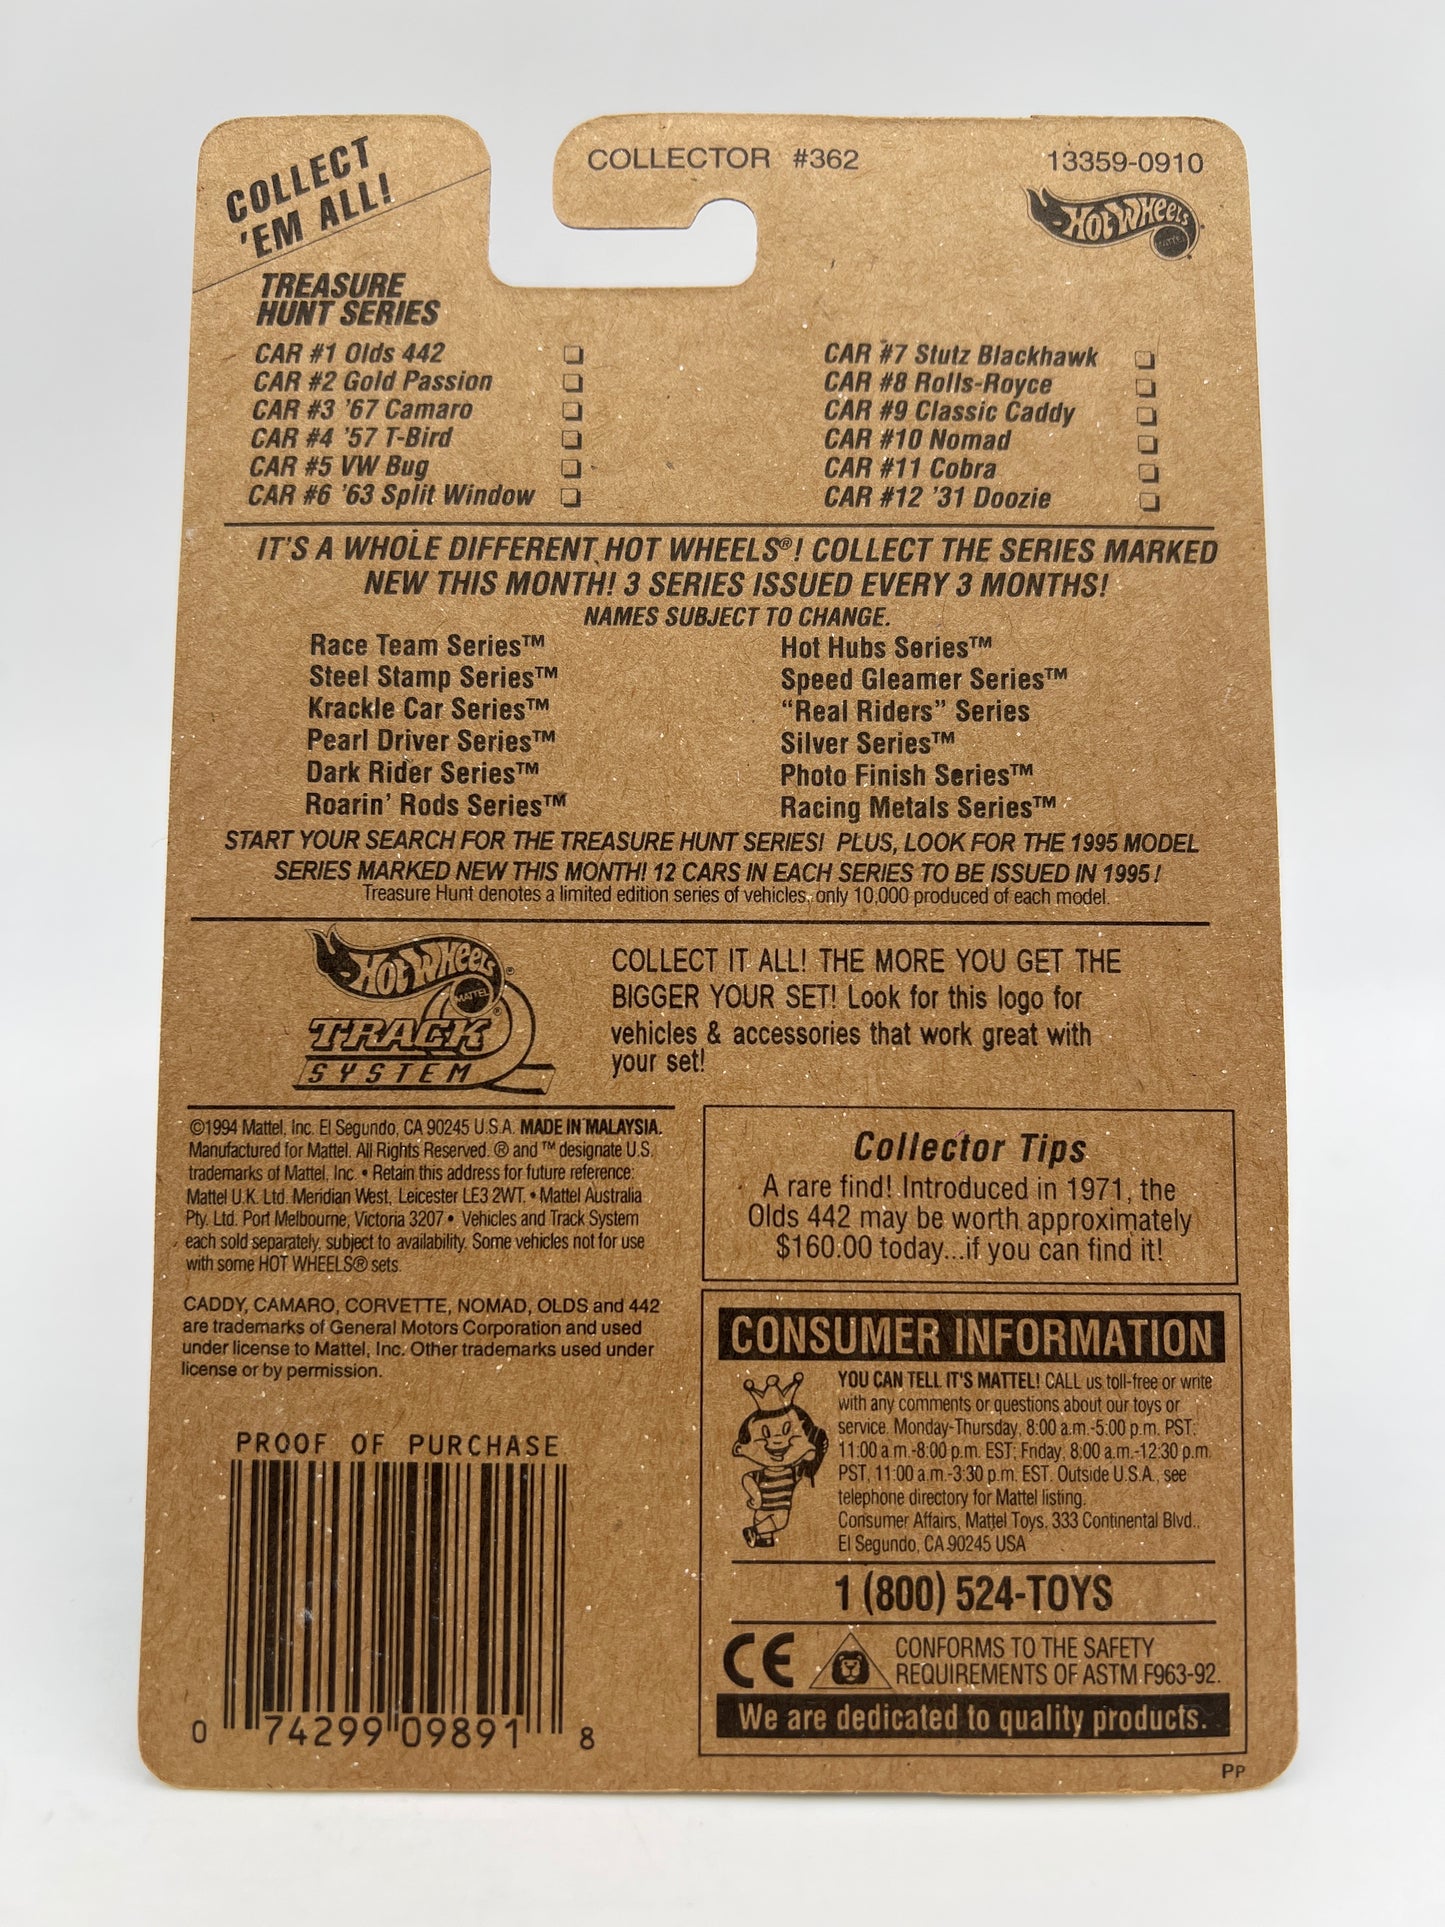 COLLECT
'EM ALL!
COLLECTOR #362
13359-0910
HOT WHEELS
MATTEL
TREASURE
HUNT SERIES
CAR #1 Olds 442
CAR #2 Gold Passion
CAR #3 '67 Camaro
CAR #4 '57 T-Bird
CAR #5 VW Bug
CAR #6 '63 Split Window
CAR #7 Stutz Blackhawk
CAR #8 Rolls-Royce
CAR #9 Classic Caddy
CAR #10 Nomad
CAR #11 Cobra
CAR #12 '31 Doozie
IT'S A WHOLE DIFFERENT HOT WHEELS®! COLLECT THE SERIES MARKED
NEW THIS MONTH! 3 SERIES ISSUED EVERY 3 MONTHS!
NAMES SUBJECT TO CHANGE.
Race Team Series™
Steel Stamp Series™
Krackle Car Series™
Pearl Driver Series™
Dark Rider Series™
Roarin' Rods Series™
Hot Hubs Series™
Speed Gleamer Series™
"Real Riders" Series
Silver Series™
Photo Finish Series™
Racing Metals Series™
START YOUR SEARCH FOR THE TREASURE HUNT SERIES! PLUS, LOOK FOR THE 1995 MODEL
SERIES MARKED NEW THIS MONTH! 12 CARS IN EACH SERIES TO BE ISSUED IN 1995!
Treasure Hunt denotes a limited edition series of vehicles, only 10,000 produced of each model.
HOT WHEELS®
MATTEL®
TRACK
SYSTEM
COLLECT IT ALL! THE MORE YOU GET THE
BIGGER YOUR SET! Look for this logo for
vehicles & accessories that work great with
your set!
©1994 Mattel, Inc. El Segundo, CA 90245 U.S.A. MADE IN MALAYSIA.
Manufactured for Mattel. All Rights Reserved. ® and ™ designate U.S.
trademarks of Mattel, Inc. • Retain this address for future reference:
Mattel U.K. Ltd. Meridian West, Leicester LE3 2WT. • Mattel Australia
Pty. Ltd. Port Melbourne, Victoria 3207 • Vehicles and Track System
each sold separately, subject to availability. Some vehicles not for use
with some HOT WHEELS® sets.
CADDY, CAMARO, CORVETTE, NOMAD, OLDS and 442
are trademarks of General Motors Corporation and used
under license to Mattel, Inc. Other trademarks used under
license or by permission.
PROOF OF PURCHASE
0 74299 09891 8
Collector Tips
A rare find! Introduced in 1971, the
Olds 442 may be worth approximately
$160.00 today...if you can find it!
CONSUMER INFORMATION
YOU CAN TELL IT'S MATTEL! CALL us toll-free or write
with any comments or questions about our toys or
service. Monday-Thursday, 8:00 a.m.-5:00 p.m. PST:
11:00 a.m.-8:00 p.m. EST; Friday, 8:00 a.m.-12:30 p.m.
PST, 11:00 a.m.-3:30 p.m. EST. Outside U.S.A., see
telephone directory for Mattel listing.
Consumer Affairs, Mattel Toys, 333 Continental Blvd.,
El Segundo, CA 90245 USA
1 (800) 524-TOYS
CE
CONFORMS TO THE SAFETY
REQUIREMENTS OF ASTM F963-92.
We are dedicated to quality products.
PP